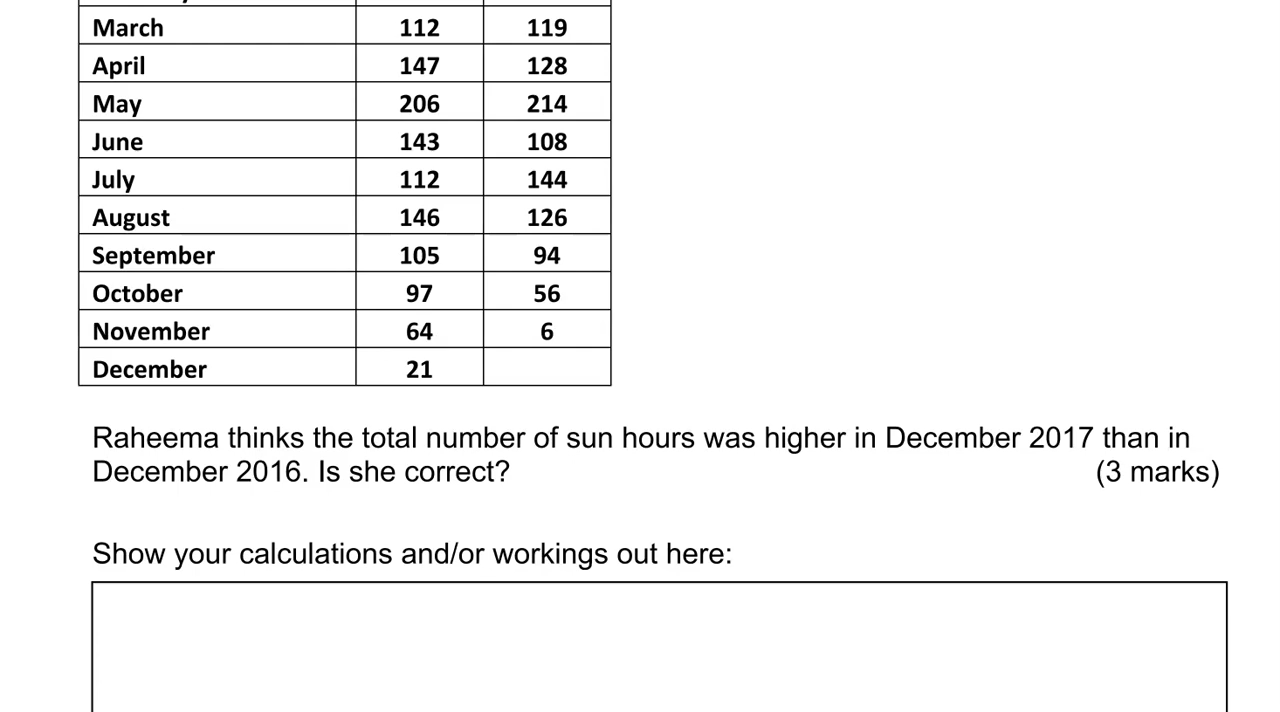 March 112 119
April 147 128
May 206 214
June 143 108
July 112 144
August 146 126
September 105 94
October 97 56
November 64 6
December 21
Raheema thinks the total number of sun hours was higher in December 2017 than in
December 2016. Is she correct? (3 marks)
Show your calculations and/or workings out here: